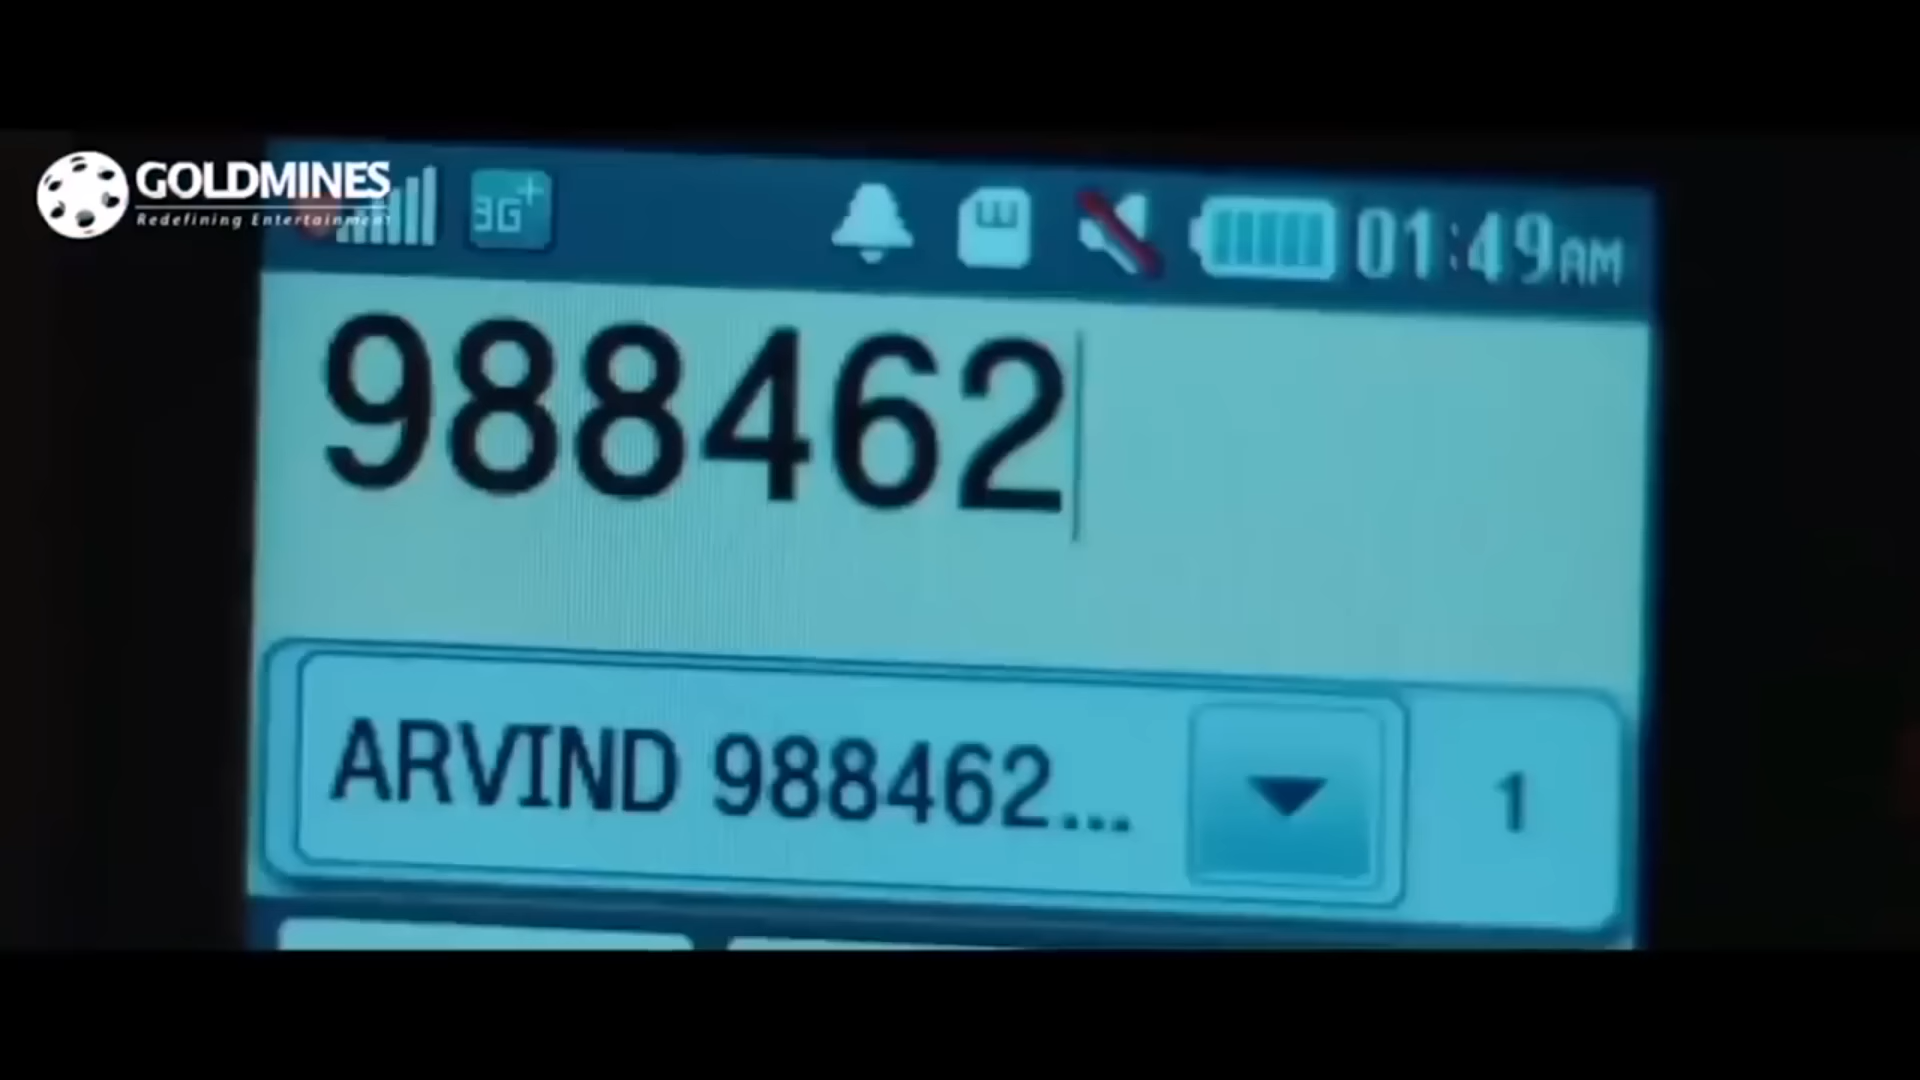 GOLDMINES
Redefining Entertainment
3G+
01:49AM
988462
ARVIND 988462...
1